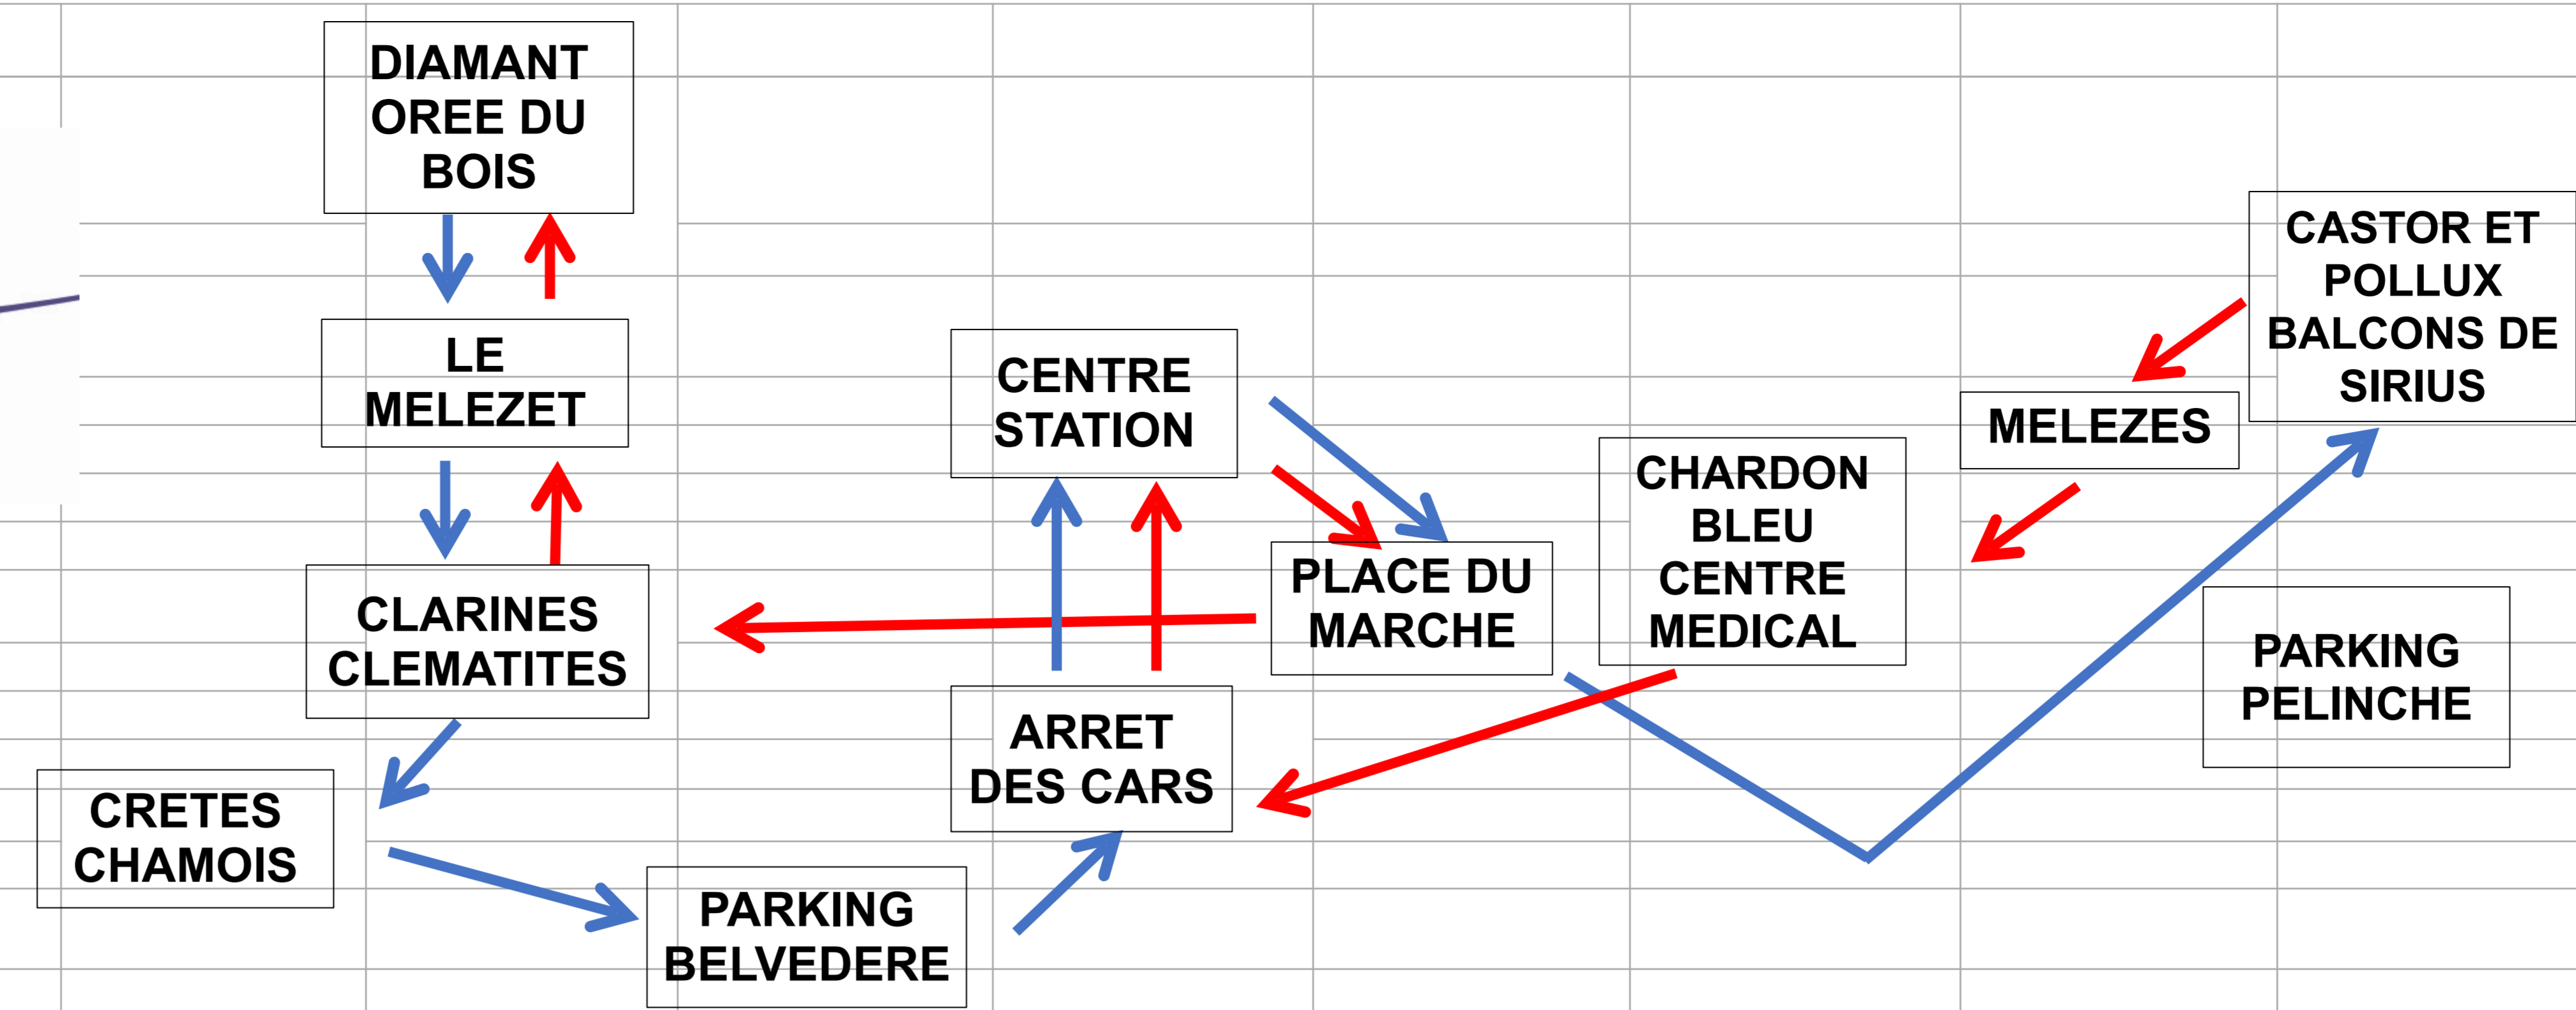 DIAMANT
OREE DU
BOIS
LE
MELEZET
CLARINES
CLEMATITES
CRETES
CHAMOIS
PARKING
BELVEDERE
CENTRE
STATION
ARRET
DES CARS
PLACE DU
MARCHE
CHARDON
BLEU
CENTRE
MEDICAL
MELEZES
CASTOR ET
POLLUX
BALCONS DE
SIRIUS
PARKING
PELINCHE